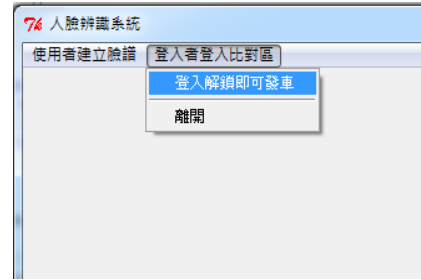 人臉辨識系統
使用者建立臉譜 登入者登入比對區
登入解鎖即可發車
離開